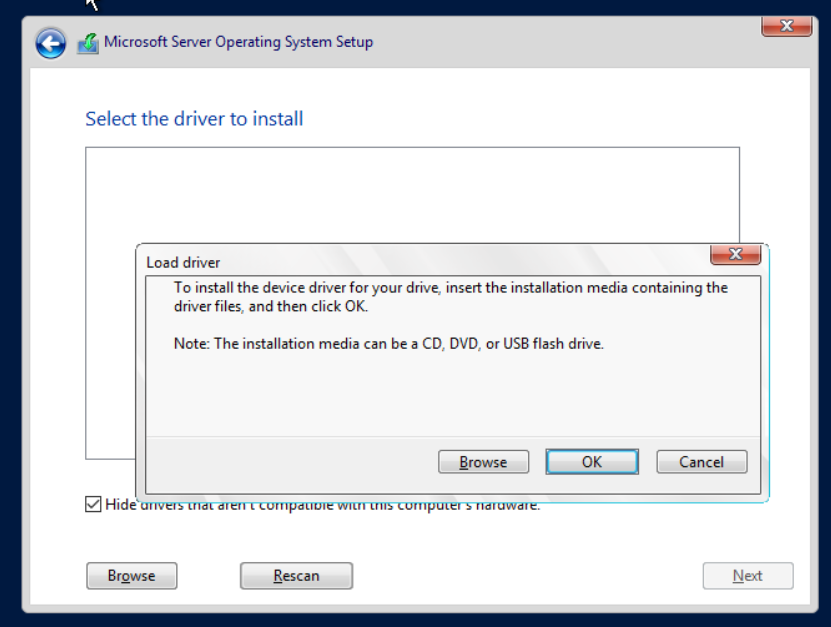 Microsoft Server Operating System Setup
Select the driver to install
Load driver
To install the device driver for your drive, insert the installation media containing the
driver files, and then click OK.
Note: The installation media can be a CD, DVD, or USB flash drive.
Browse OK Cancel
Hide drivers that aren't compatible with this computer's hardware.
Browse Rescan Next